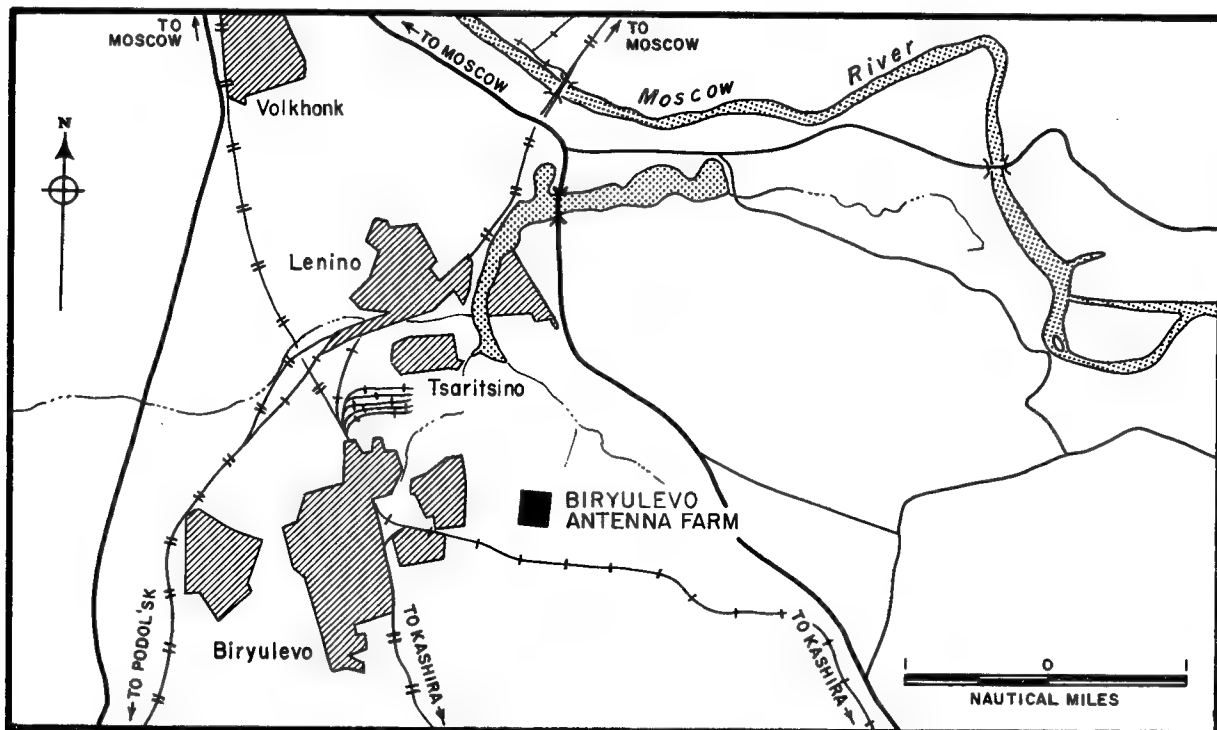 TO
MOSCOW
TO MOSCOW
TO
MOSCOW
Moscow River
Volkhonk
N
Lenino
Tsaritsino
BIRYULEVO
ANTENNA FARM
Biryulevo
TO PODOL'SK
TO KASHIRA
TO KASHIRA
1 0 1
NAUTICAL MILES